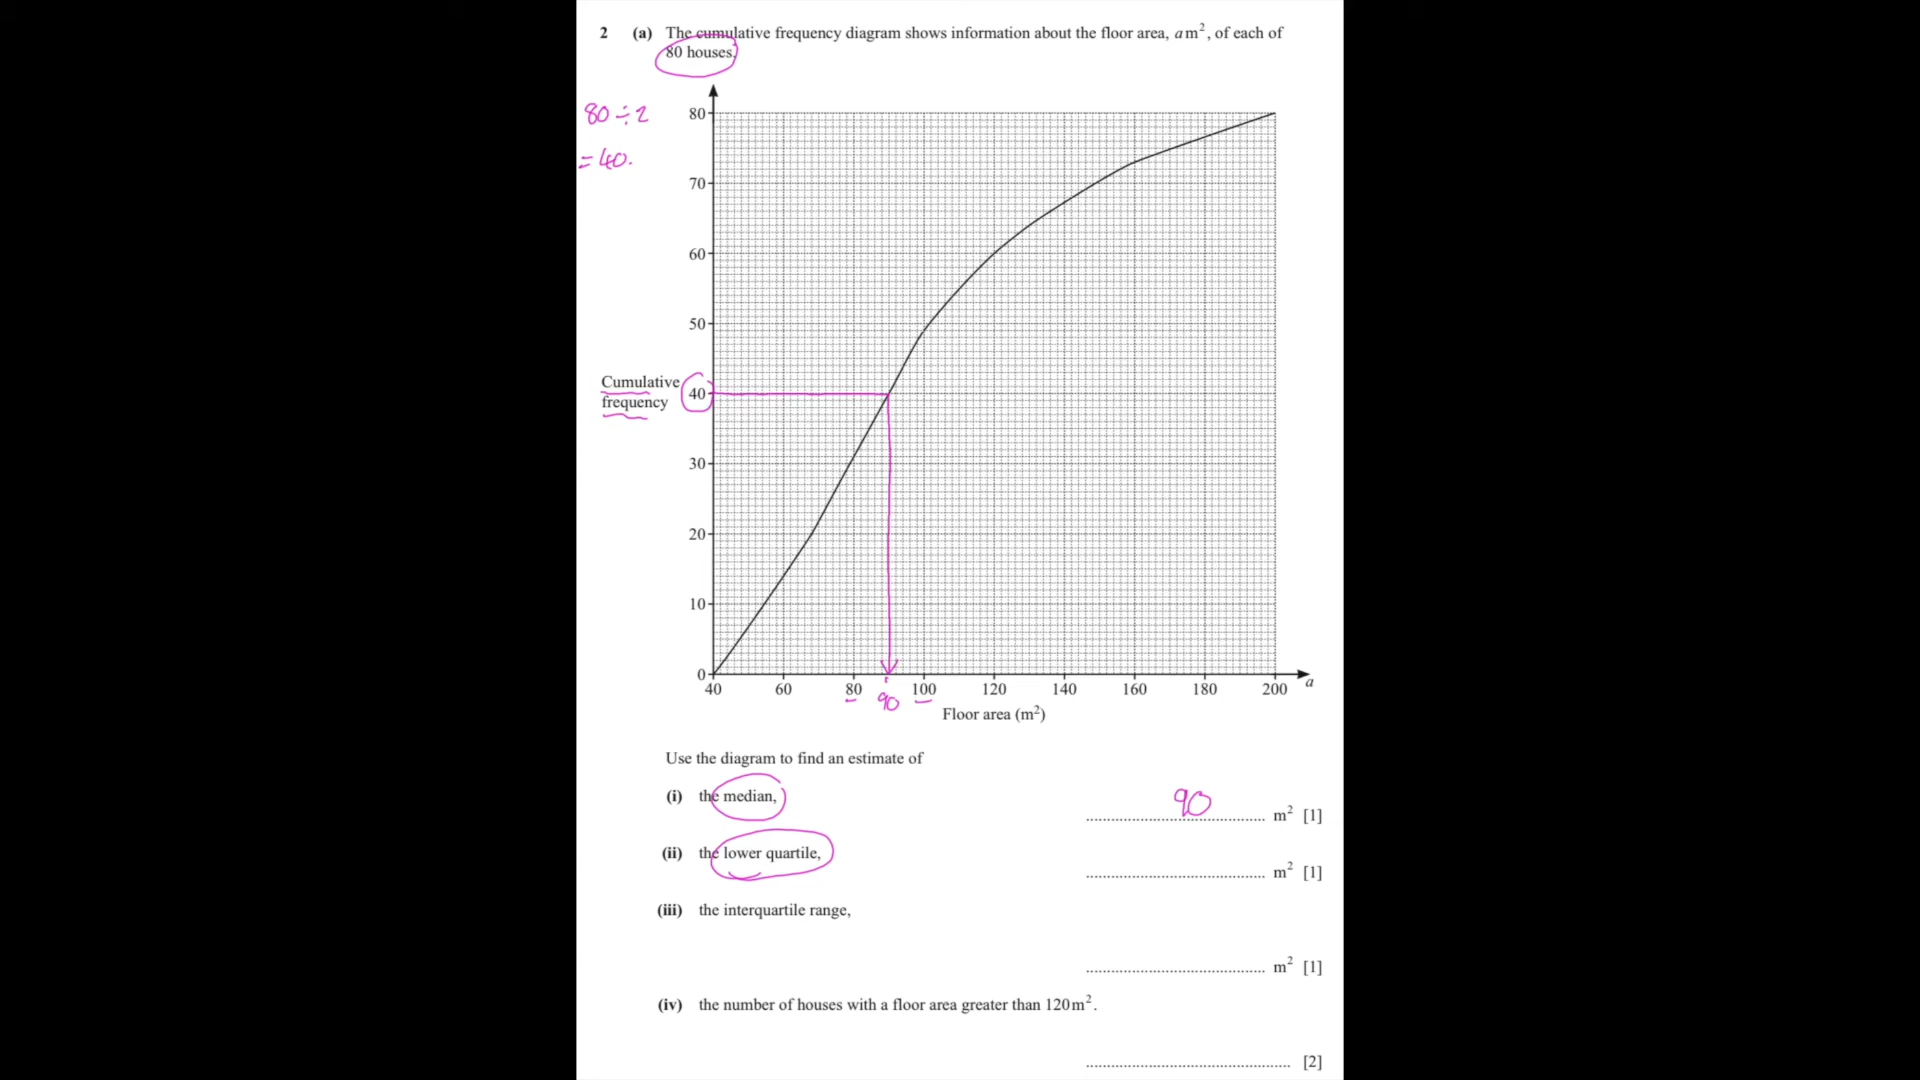 2 (a) The cumulative frequency diagram shows information about the floor area, a m², of each of
80 houses.
80 ÷ 2
= 40.
80
70
60
50
Cumulative
frequency
40
30
20
10
0
40 60 80 100 120 140 160 180 200 a
90
Floor area (m²)
Use the diagram to find an estimate of
(i) the median,
90
........................................... m² [1]
(ii) the lower quartile,
........................................... m² [1]
(iii) the interquartile range,
........................................... m² [1]
(iv) the number of houses with a floor area greater than 120 m².
................................................. [2]